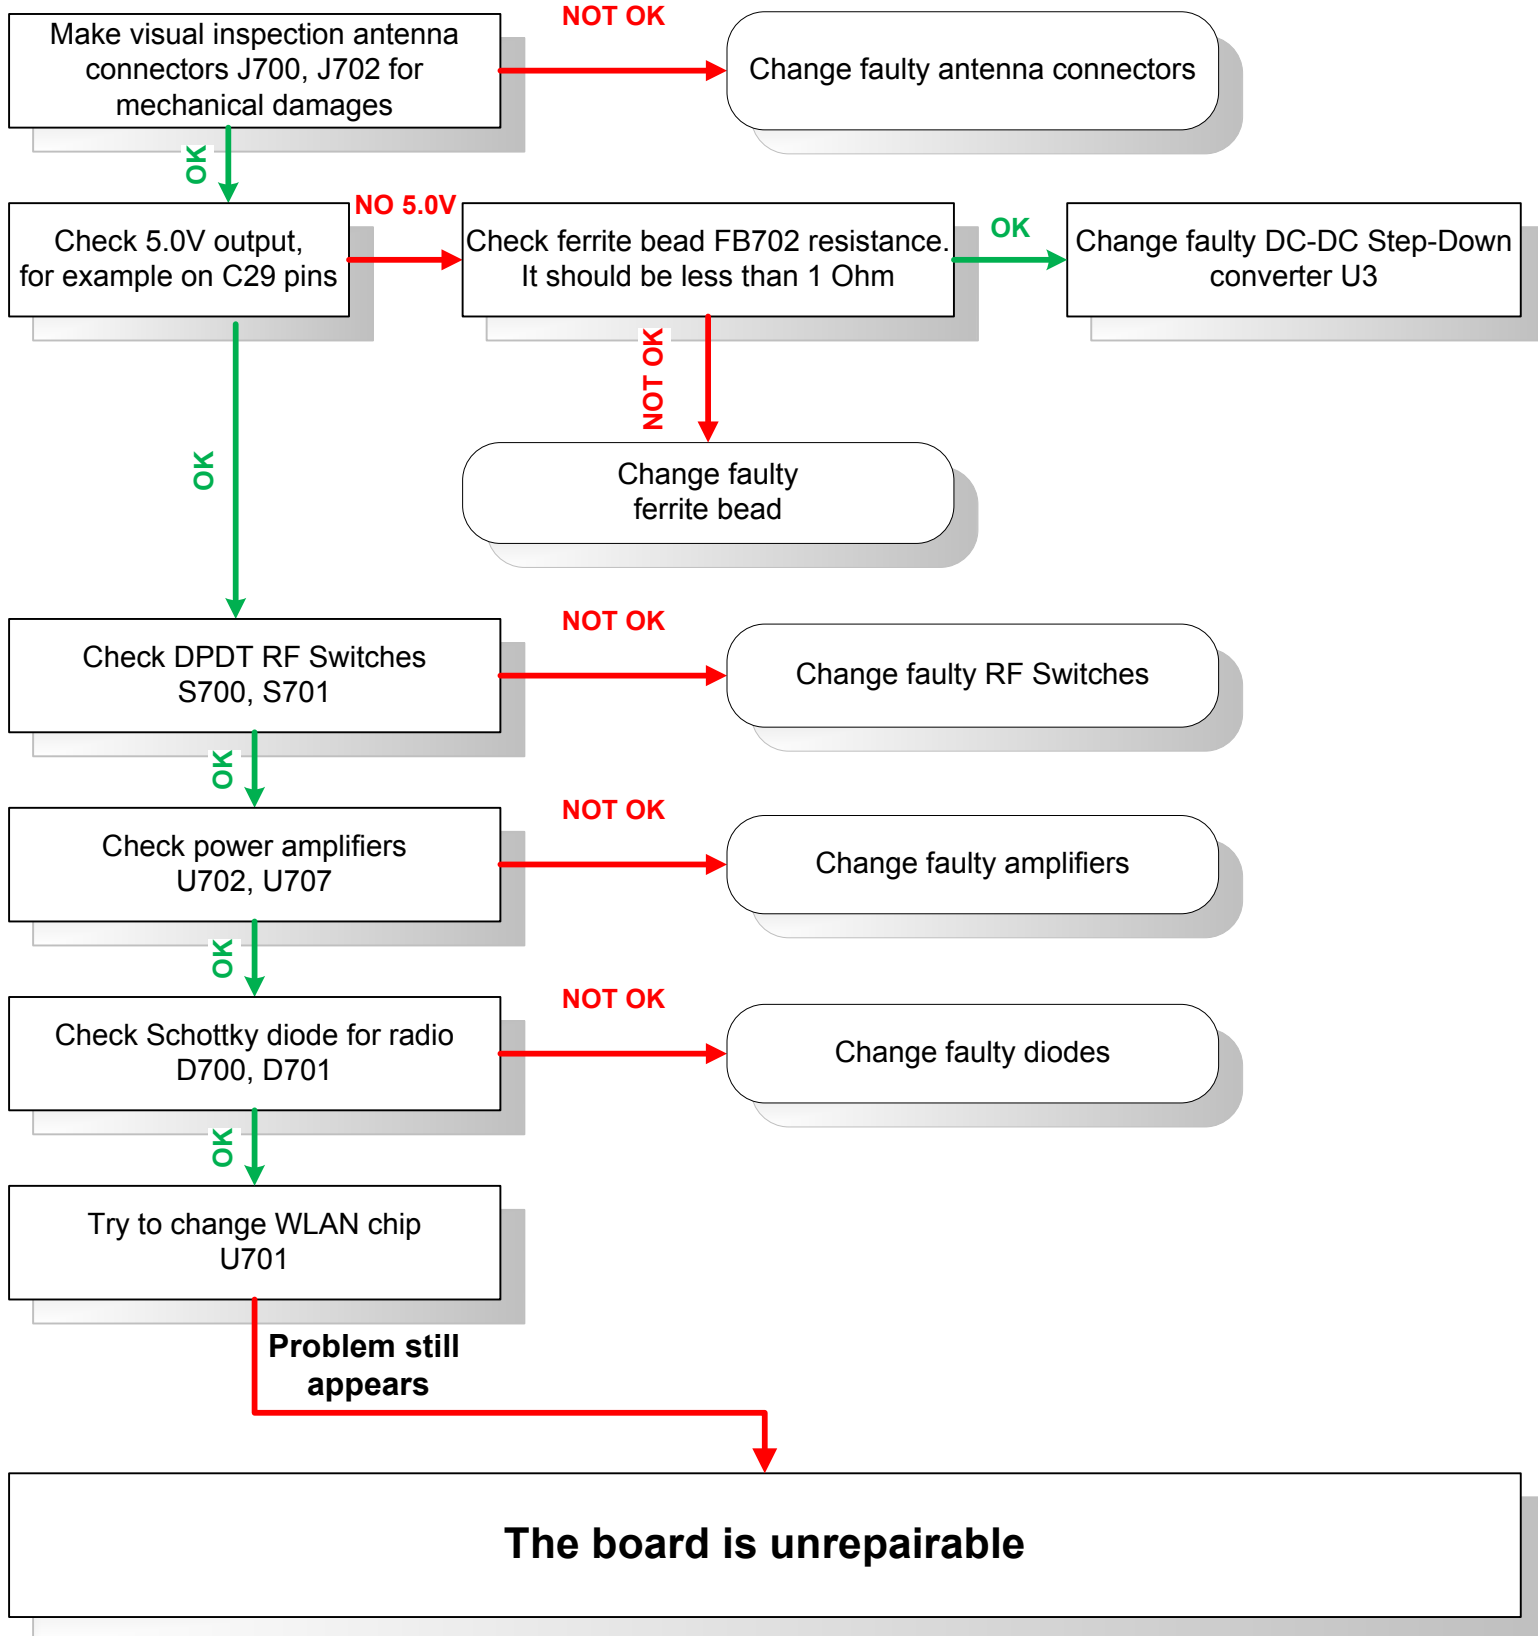 NOT OK
Make visual inspection antenna
connectors J700, J702 for
mechanical damages
Change faulty antenna connectors
OK
NO 5.0V
Check 5.0V output,
for example on C29 pins
Check ferrite bead FB702 resistance.
It should be less than 1 Ohm
OK
Change faulty DC-DC Step-Down
converter U3
NOT OK
Change faulty
ferrite bead
OK
NOT OK
Check DPDT RF Switches
S700, S701
Change faulty RF Switches
OK
NOT OK
Check power amplifiers
U702, U707
Change faulty amplifiers
OK
NOT OK
Check Schottky diode for radio
D700, D701
Change faulty diodes
OK
Try to change WLAN chip
U701
Problem still
appears
The board is unrepairable